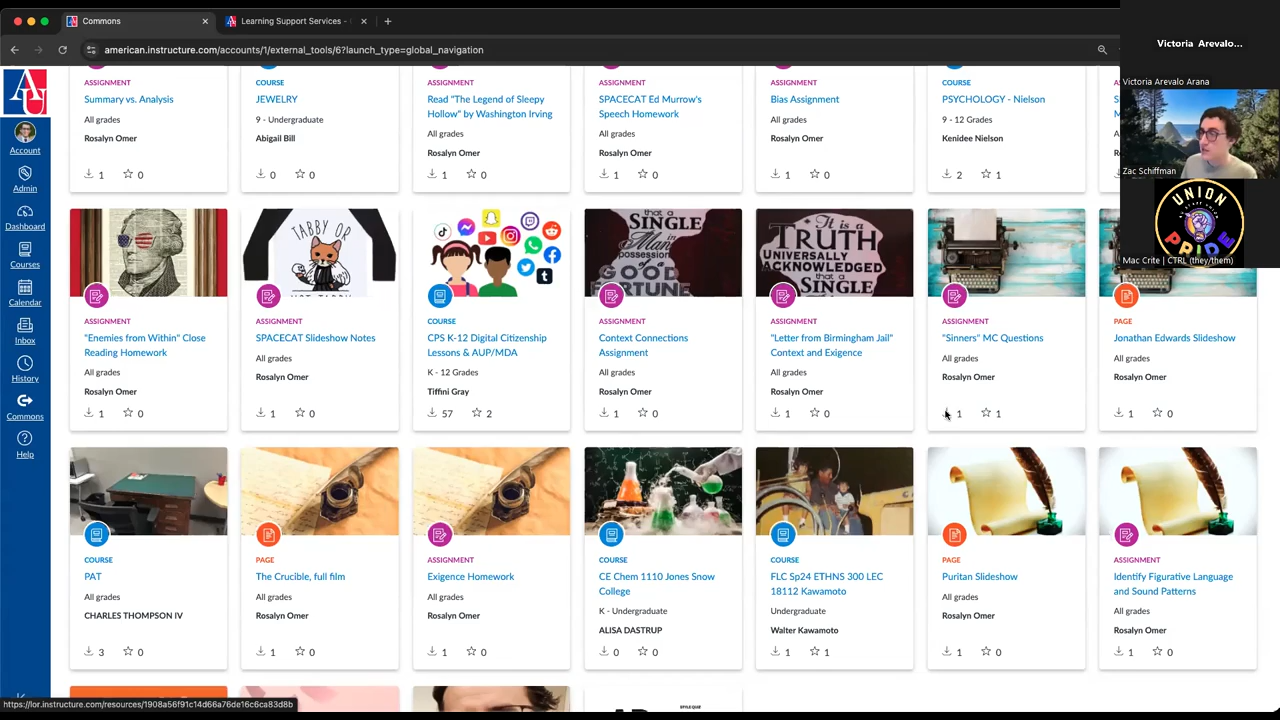 Commons
Learning Support Services -
american.instructure.com/accounts/1/external_tools/6?launch_type=global_navigation
Victoria Arevalo...
Victoria Arevalo Arana
Zac Schiffman
UNION
PRIDE
Mac Crite | CTRL (they/them)
Account
Admin
Dashboard
Courses
Calendar
Inbox
History
Commons
Help
ASSIGNMENT
Summary vs. Analysis
All grades
Rosalyn Omer
1
0
COURSE
JEWELRY
9 - Undergraduate
Abigail Bill
0
0
ASSIGNMENT
Read "The Legend of Sleepy
Hollow" by Washington Irving
All grades
Rosalyn Omer
1
0
ASSIGNMENT
SPACECAT Ed Murrow's
Speech Homework
All grades
Rosalyn Omer
1
0
ASSIGNMENT
Bias Assignment
All grades
Rosalyn Omer
1
0
COURSE
PSYCHOLOGY - Nielson
9 - 12 Grades
Kenidee Nielson
2
1
ASSIGNMENT
"Enemies from Within" Close
Reading Homework
All grades
Rosalyn Omer
1
0
TABBY OR
NOT TABBY
ASSIGNMENT
SPACECAT Slideshow Notes
All grades
Rosalyn Omer
1
0
COURSE
CPS K-12 Digital Citizenship
Lessons & AUP/MDA
K - 12 Grades
Tiffini Gray
57
2
that a
SINGLE
Man
in
possession
of a
GOOD
FORTUNE
ASSIGNMENT
Context Connections
Assignment
All grades
Rosalyn Omer
1
0
It is a
TRUTH
UNIVERSALLY
ACKNOWLEDGED
that a
SINGLE
ASSIGNMENT
"Letter from Birmingham Jail"
Context and Exigence
All grades
Rosalyn Omer
1
0
ASSIGNMENT
"Sinners" MC Questions
All grades
Rosalyn Omer
1
1
PAGE
Jonathan Edwards Slideshow
All grades
Rosalyn Omer
1
0
COURSE
PAT
All grades
CHARLES THOMPSON IV
3
0
PAGE
The Crucible, full film
All grades
Rosalyn Omer
1
0
ASSIGNMENT
Exigence Homework
All grades
Rosalyn Omer
1
0
COURSE
CE Chem 1110 Jones Snow
College
K - Undergraduate
ALISA DASTRUP
0
0
COURSE
FLC Sp24 ETHNS 300 LEC
18112 Kawamoto
Undergraduate
Walter Kawamoto
1
1
PAGE
Puritan Slideshow
All grades
Rosalyn Omer
1
0
ASSIGNMENT
Identify Figurative Language
and Sound Patterns
All grades
Rosalyn Omer
1
0
https://lor.instructure.com/resources/1908a56f91c14d66a76de16c6ca83d8b